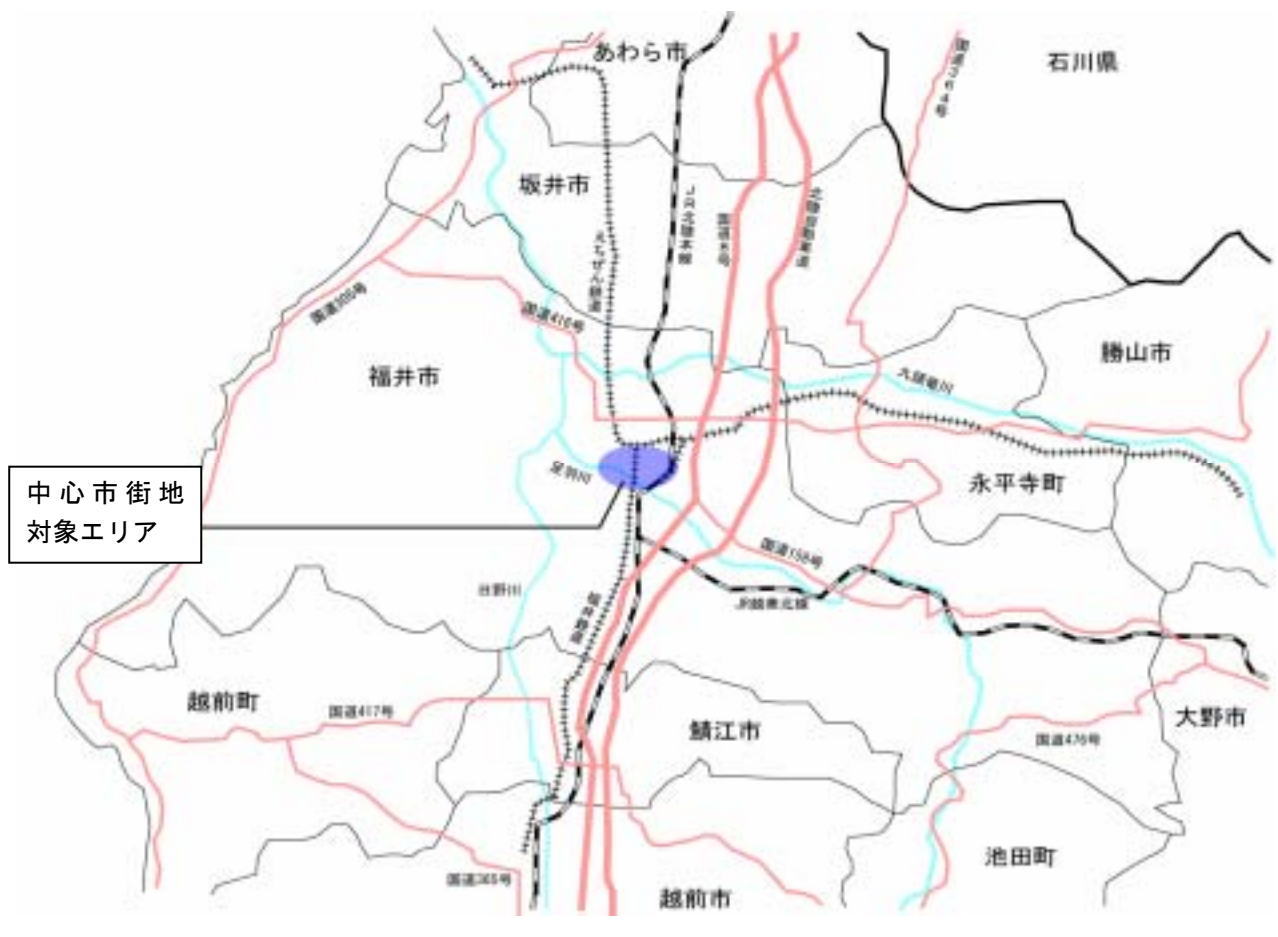 あわら市
石川県
国道364号
坂井市
JR北陸本線
国道8号
北陸自動車道
えちぜん鉄道
国道305号
国道416号
勝山市
福井市
九頭竜川
中心市街地
対象エリア
足羽川
永平寺町
国道158号
日野川
福井鉄道
JR越美北線
越前町
国道417号
鯖江市
大野市
国道476号
池田町
国道365号
越前市